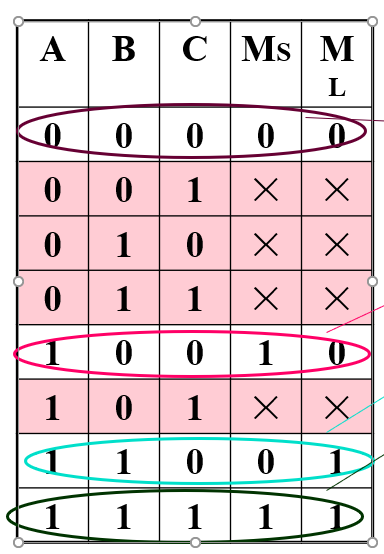 A B C Ms M
L
0 0 0 0 0
0 0 1 × ×
0 1 0 × ×
0 1 1 × ×
1 0 0 1 0
1 0 1 × ×
1 1 0 0 1
1 1 1 1 1